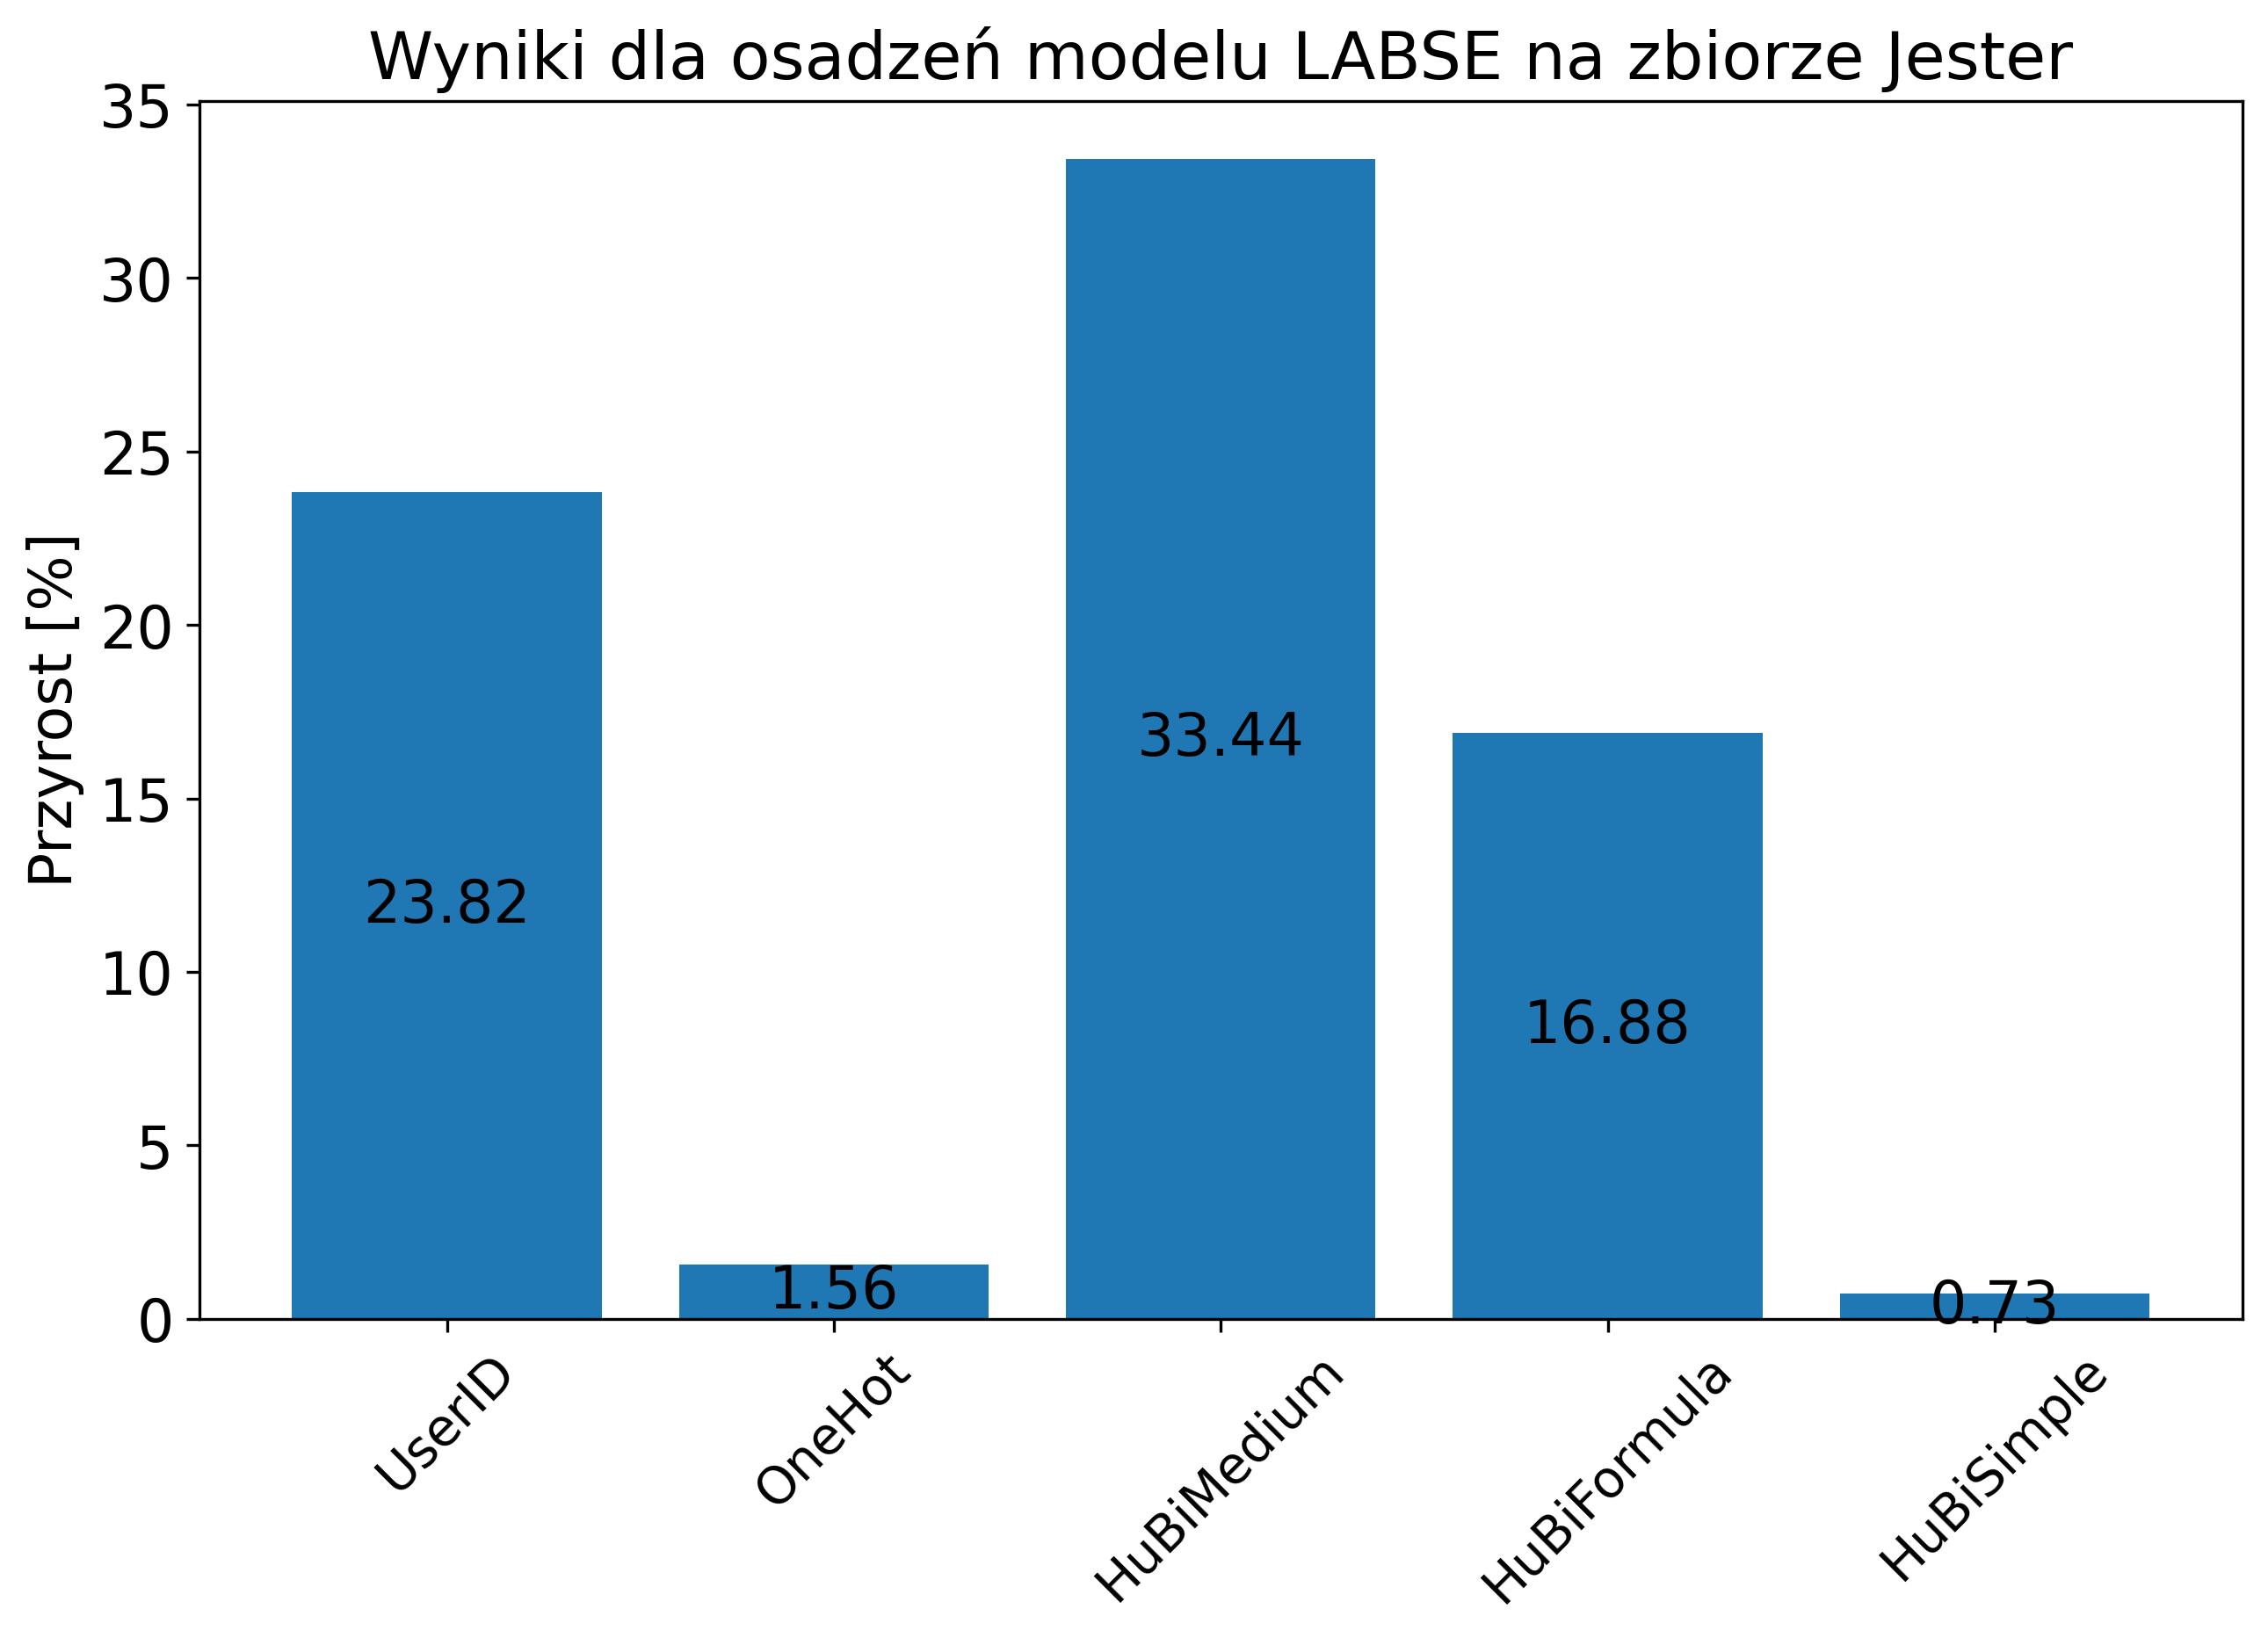 Wyniki dla osadzeń modelu LABSE na zbiorze Jester
Przyrost [%]
35
30
25
20
15
10
5
0
23.82
1.56
33.44
16.88
0.73
UserID
OneHot
HuBiMedium
HuBiFormula
HuBiSimple